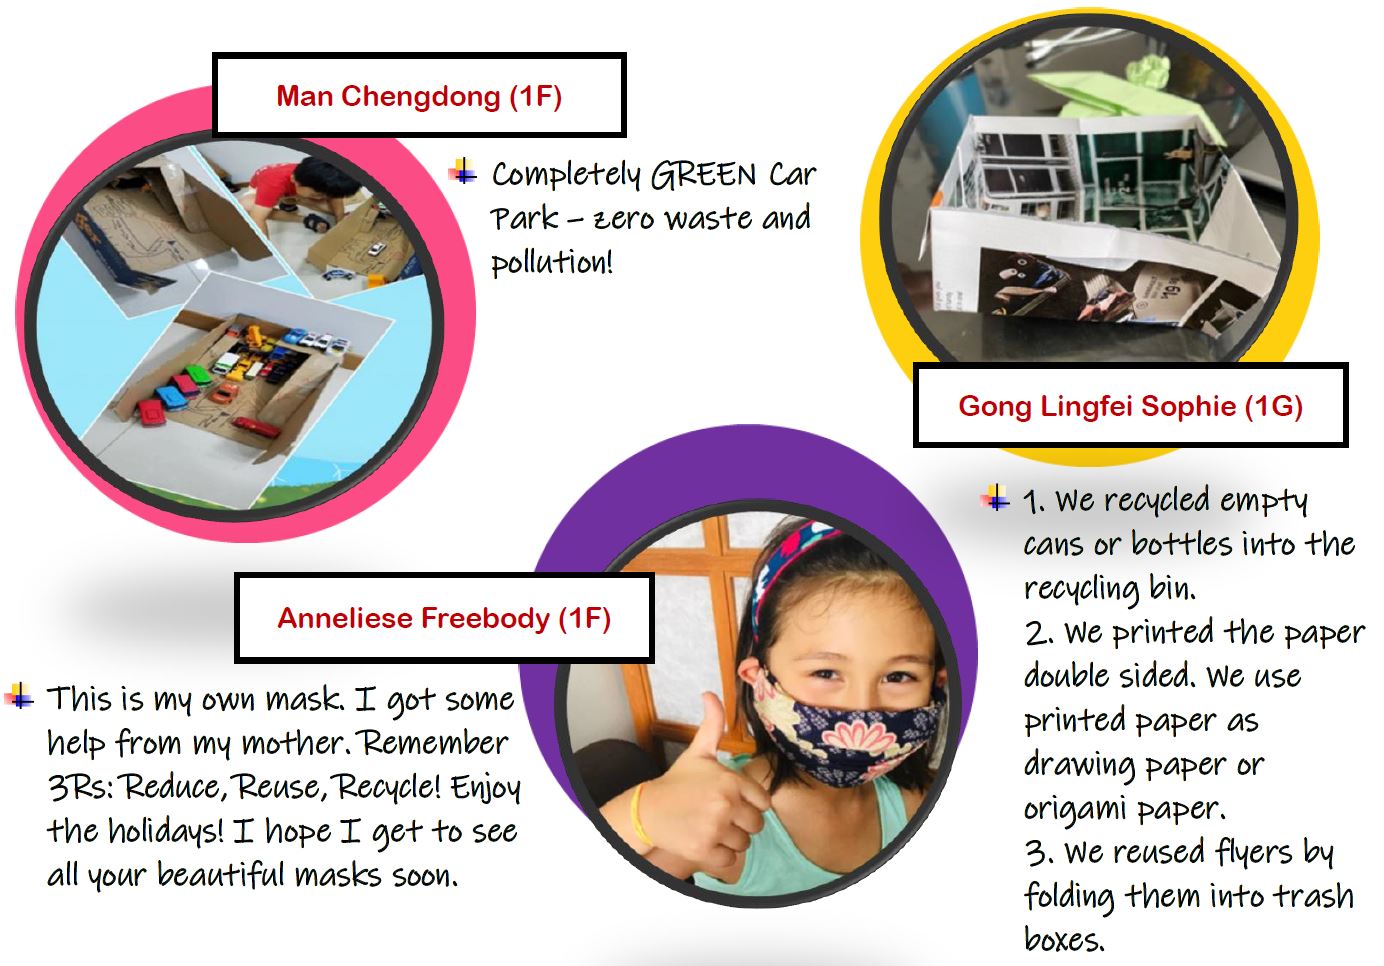 Man Chengdong (1F)
Completely GREEN Car
Park – zero waste and
pollution!
Gong Lingfei Sophie (1G)
1. We recycled empty
cans or bottles into the
recycling bin.
2. We printed the paper
double sided. We use
printed paper as
drawing paper or
origami paper.
3. We reused flyers by
folding them into trash
boxes.
Anneliese Freebody (1F)
This is my own mask. I got some
help from my mother. Remember
3Rs: Reduce, Reuse, Recycle! Enjoy
the holidays! I hope I get to see
all your beautiful masks soon.